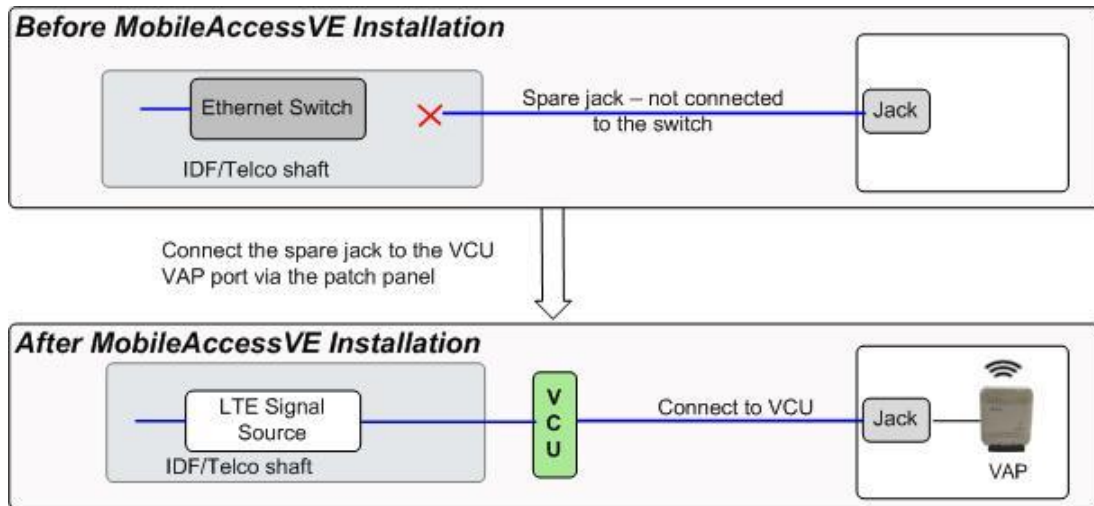 Before MobileAccessVE Installation
Ethernet Switch
IDF/Telco shaft
Spare jack – not connected
to the switch
Jack
Connect the spare jack to the VCU
VAP port via the patch panel
After MobileAccessVE Installation
LTE Signal
Source
IDF/Telco shaft
V
C
U
Connect to VCU
Jack
VAP